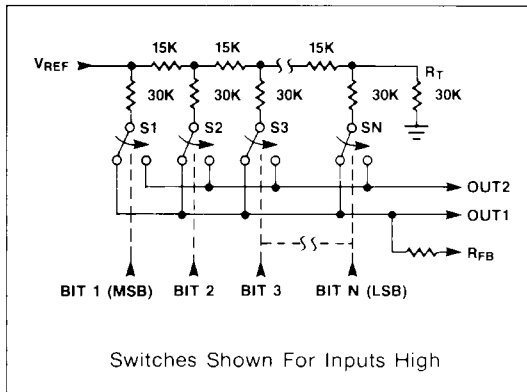 15K 15K 15K
VREF RT
30K 30K 30K 30K 30K
S1 S2 S3 SN
OUT2
OUT1
RFB
BIT 1 (MSB) BIT 2 BIT 3 BIT N (LSB)
Switches Shown For Inputs High